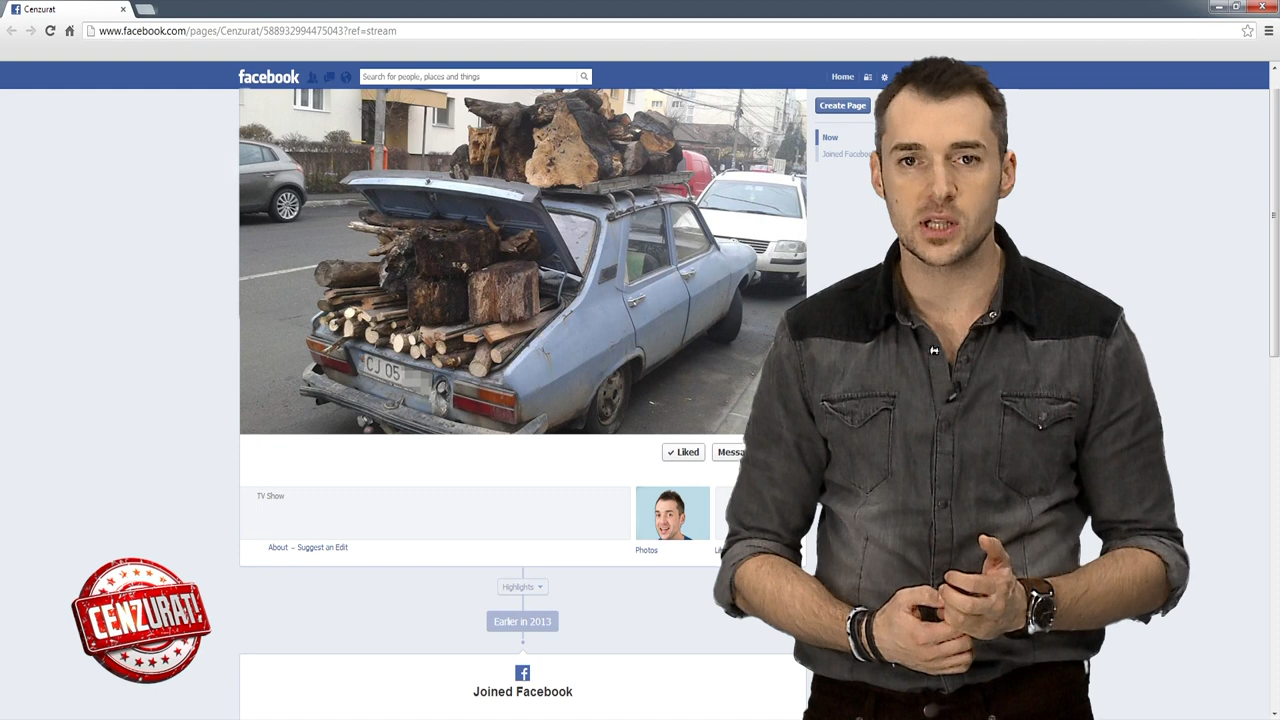 Cenzurat
www.facebook.com/pages/Cenzurat/588932994475043?ref=stream
facebook
Search for people, places and things
Home
Create Page
Now
Joined
CJ 05
Liked
TV Show
About – Suggest an Edit
Photos
Highlights
Earlier in 2013
Joined Facebook
CENZURAT!